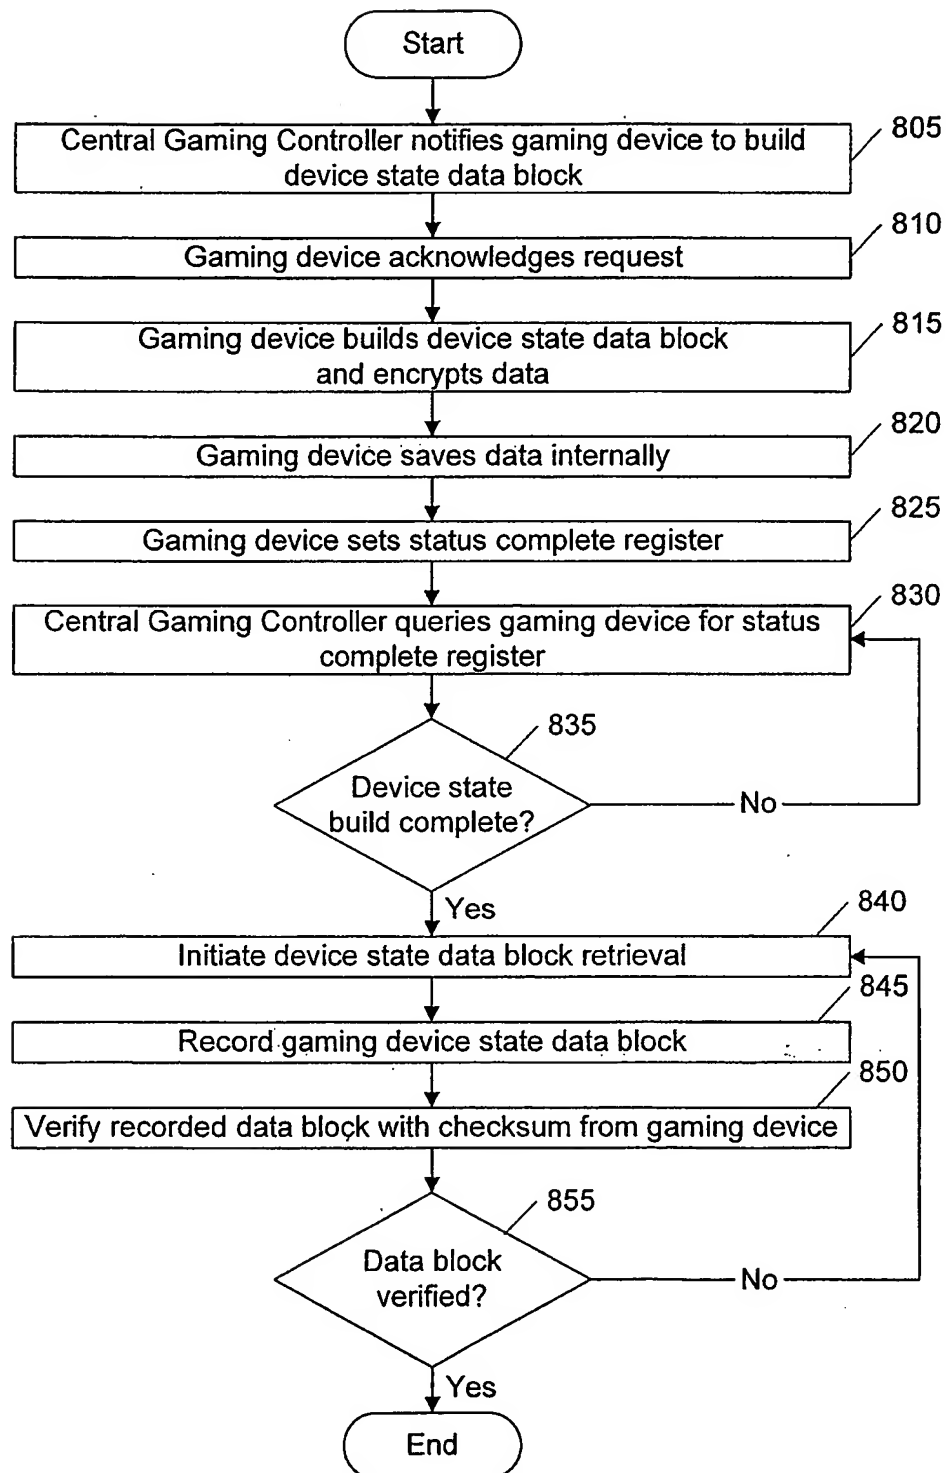 Start
Central Gaming Controller notifies gaming device to build
device state data block
805
Gaming device acknowledges request
810
Gaming device builds device state data block
and encrypts data
815
Gaming device saves data internally
820
Gaming device sets status complete register
825
Central Gaming Controller queries gaming device for status
complete register
830
Device state
build complete?
835
No
Yes
Initiate device state data block retrieval
840
Record gaming device state data block
845
Verify recorded data block with checksum from gaming device
850
Data block
verified?
855
No
Yes
End